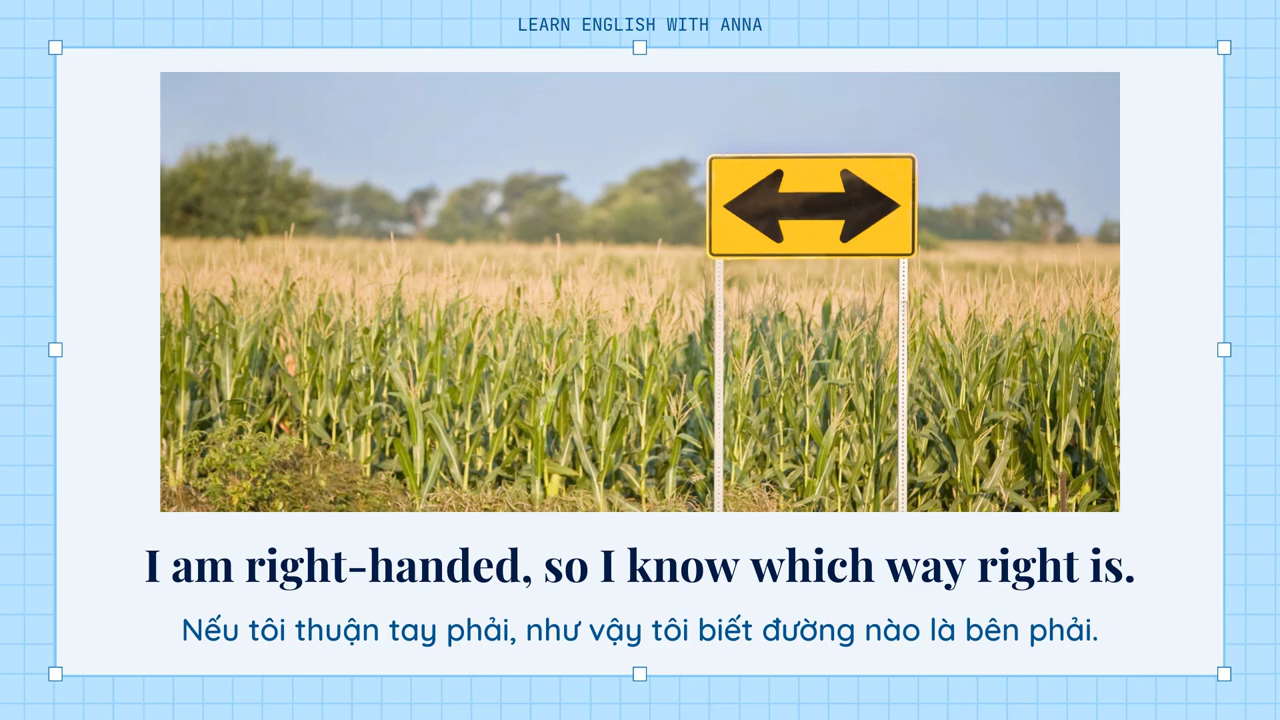 LEARN ENGLISH WITH ANNA
I am right-handed, so I know which way right is.
Nếu tôi thuận tay phải, như vậy tôi biết đường nào là bên phải.